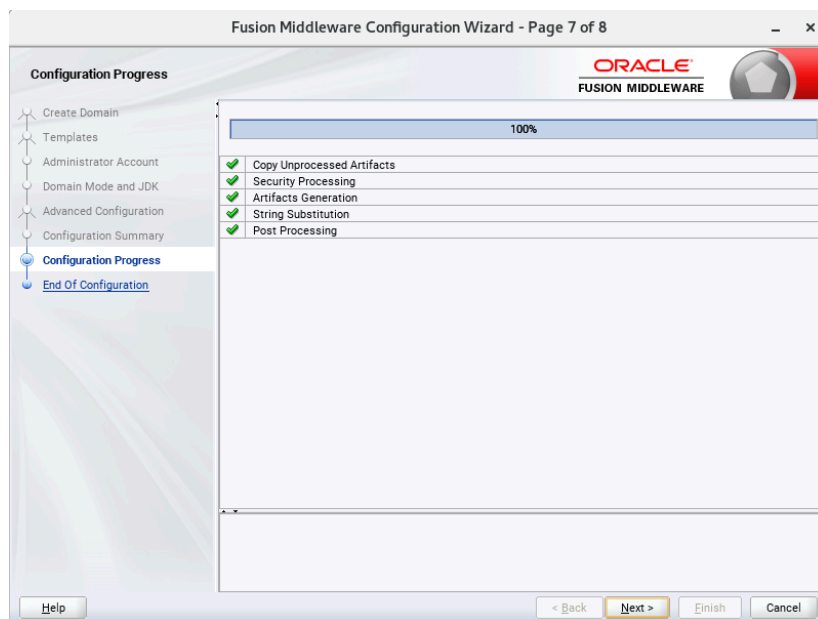 Fusion Middleware Configuration Wizard - Page 7 of 8
Configuration Progress
ORACLE
FUSION MIDDLEWARE
Create Domain
Templates
Administrator Account
Domain Mode and JDK
Advanced Configuration
Configuration Summary
Configuration Progress
End Of Configuration
100%
Copy Unprocessed Artifacts
Security Processing
Artifacts Generation
String Substitution
Post Processing
Help
< Back
Next >
Finish
Cancel